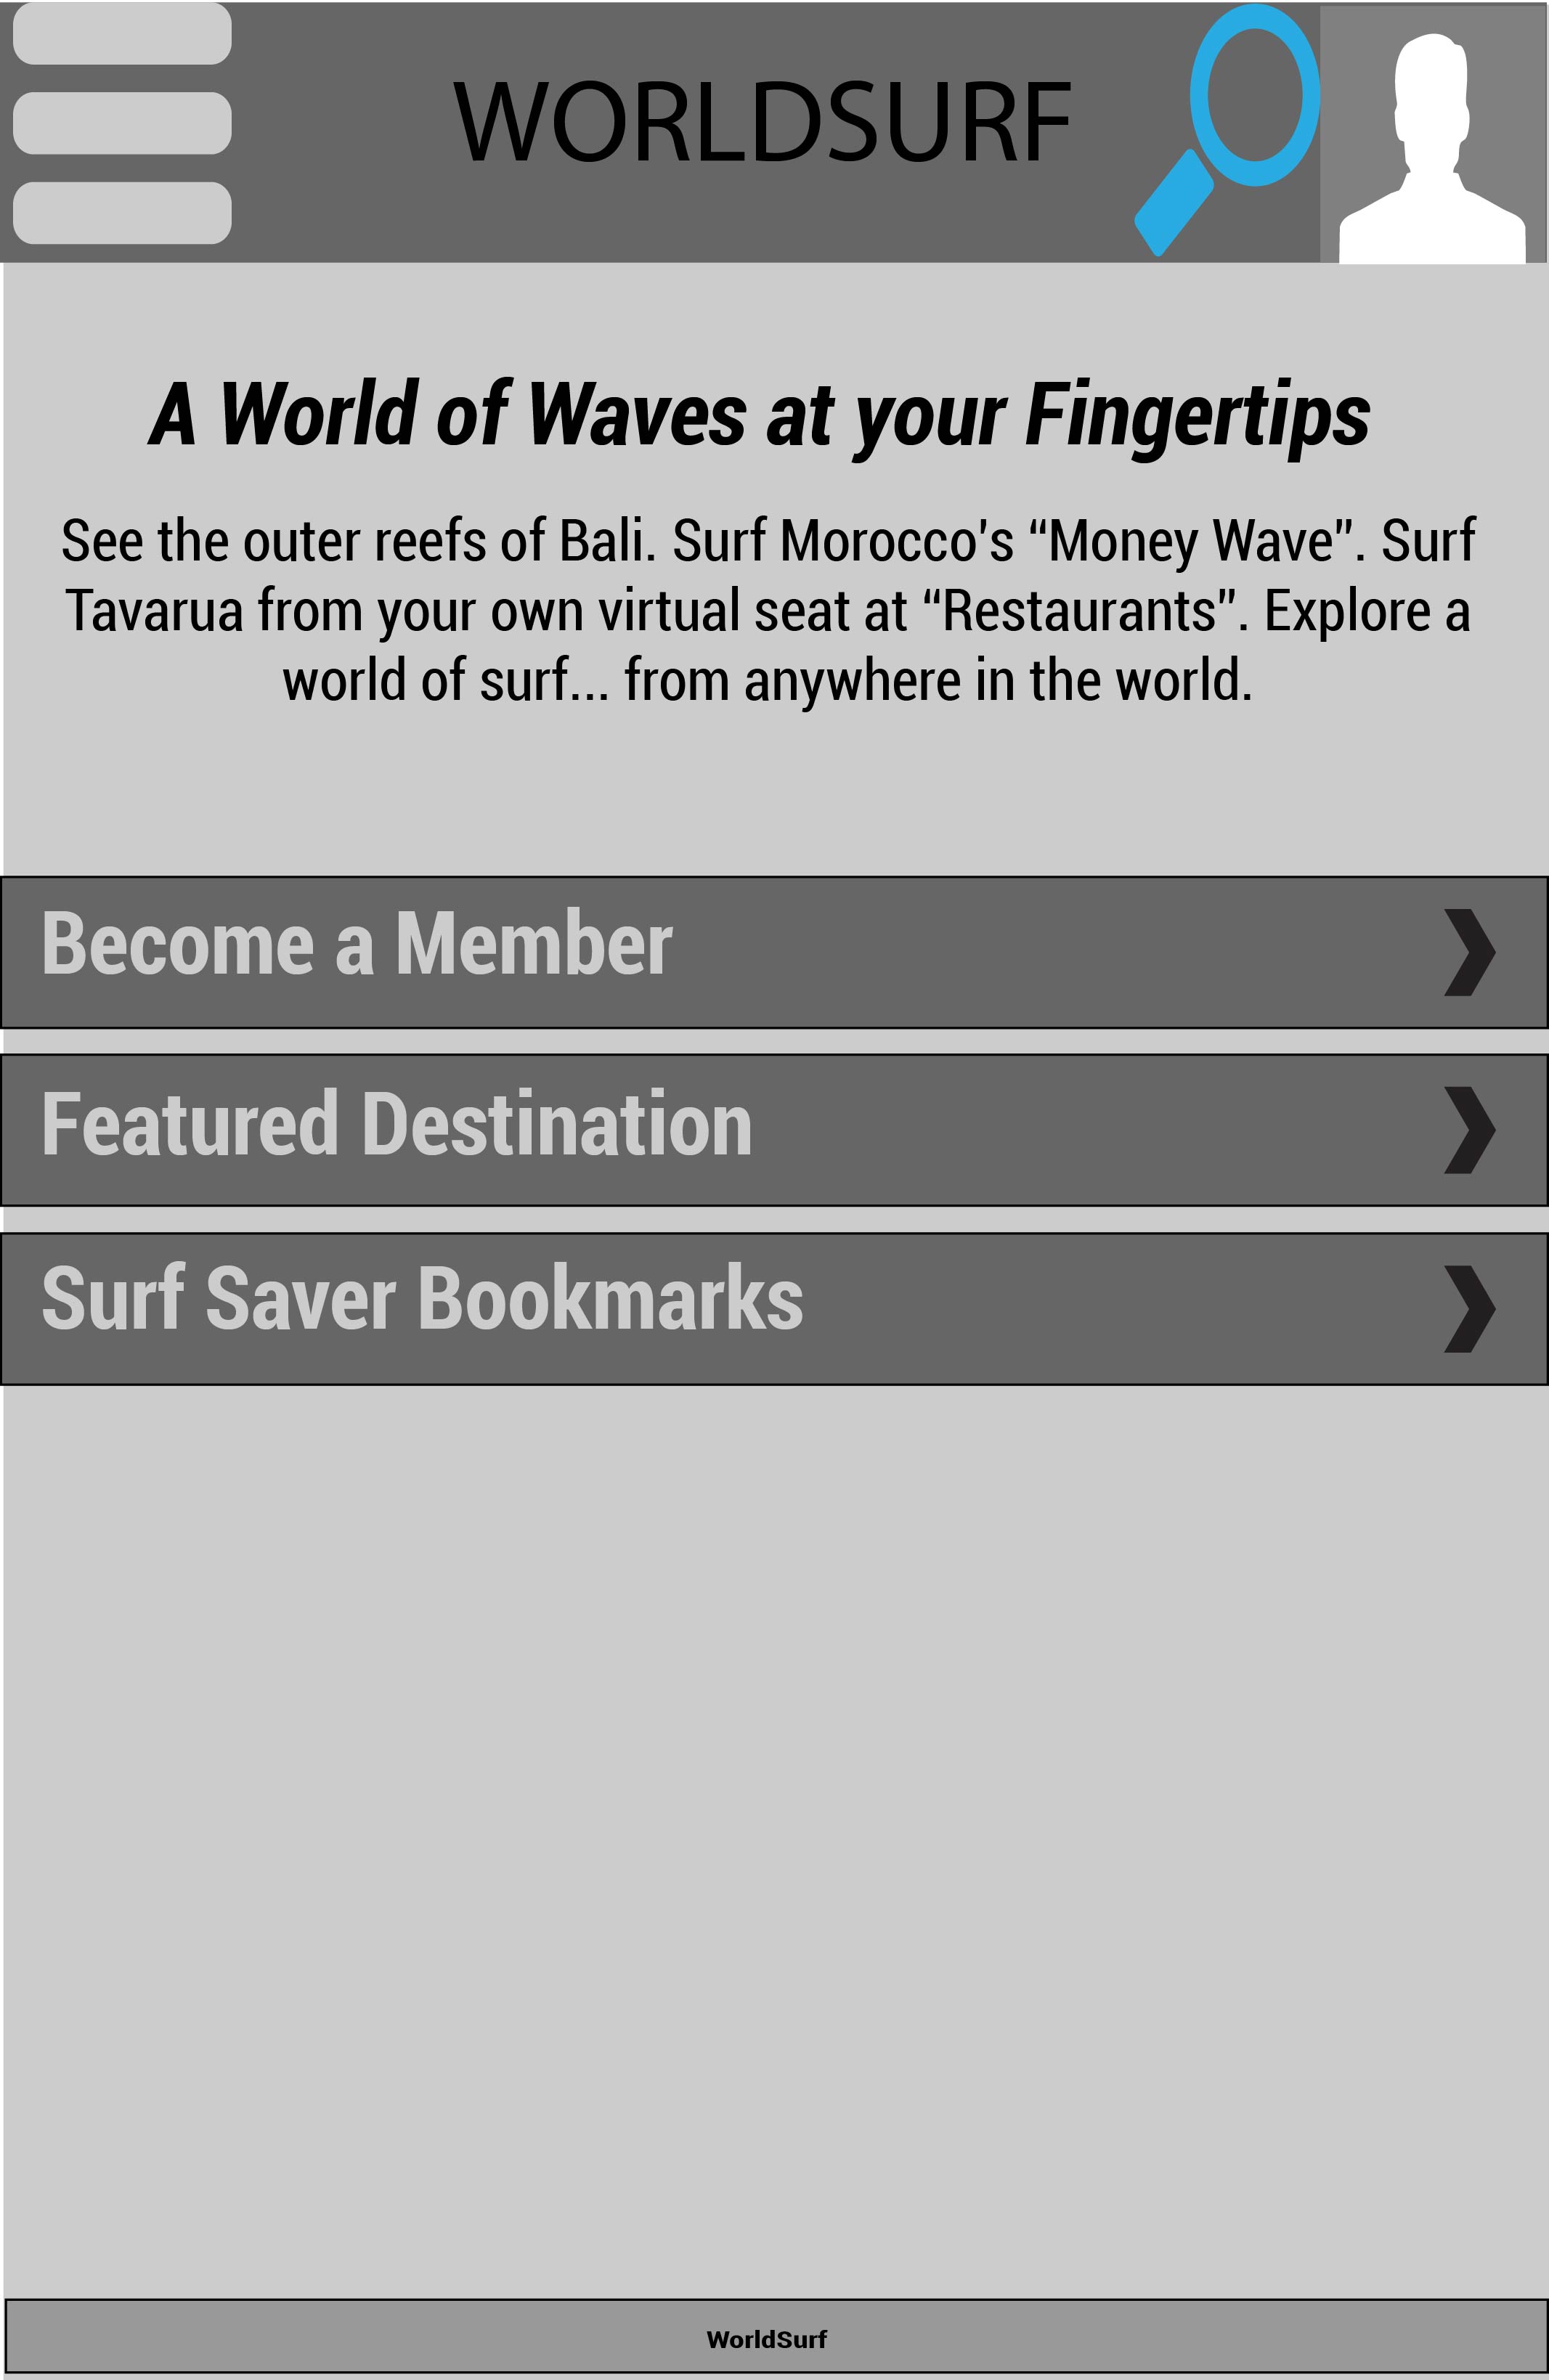 WORLDSURF
A World of Waves at your Fingertips
See the outer reefs of Bali. Surf Morocco's “Money Wave”. Surf
Tavarua from your own virtual seat at “Restaurants”. Explore a
world of surf... from anywhere in the world.
Become a Member
Featured Destination
Surf Saver Bookmarks
WorldSurf